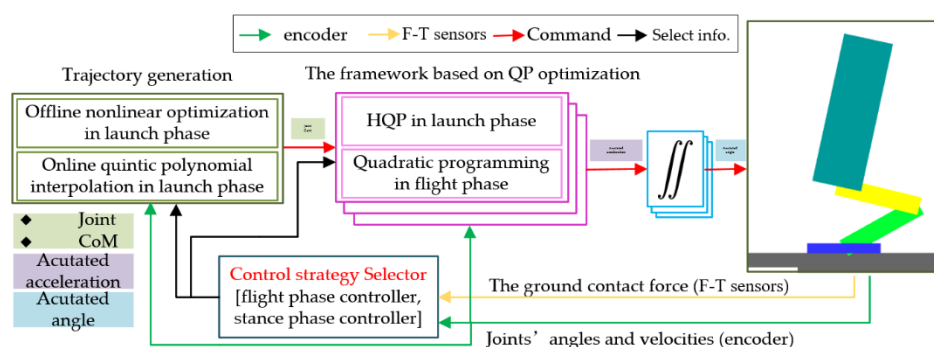 encoder
F-T sensors
Command
Select info.
Trajectory generation
The framework based on QP optimization
Offline nonlinear optimization
in launch phase
Online quintic polynomial
interpolation in launch phase
HQP in launch phase
Quadratic programming
in flight phase
∬
◆ Joint
◆ CoM
Acutated
acceleration
Acutated
angle
Control strategy Selector
[flight phase controller,
stance phase controller]
The ground contact force (F-T sensors)
Joints' angles and velocities (encoder)